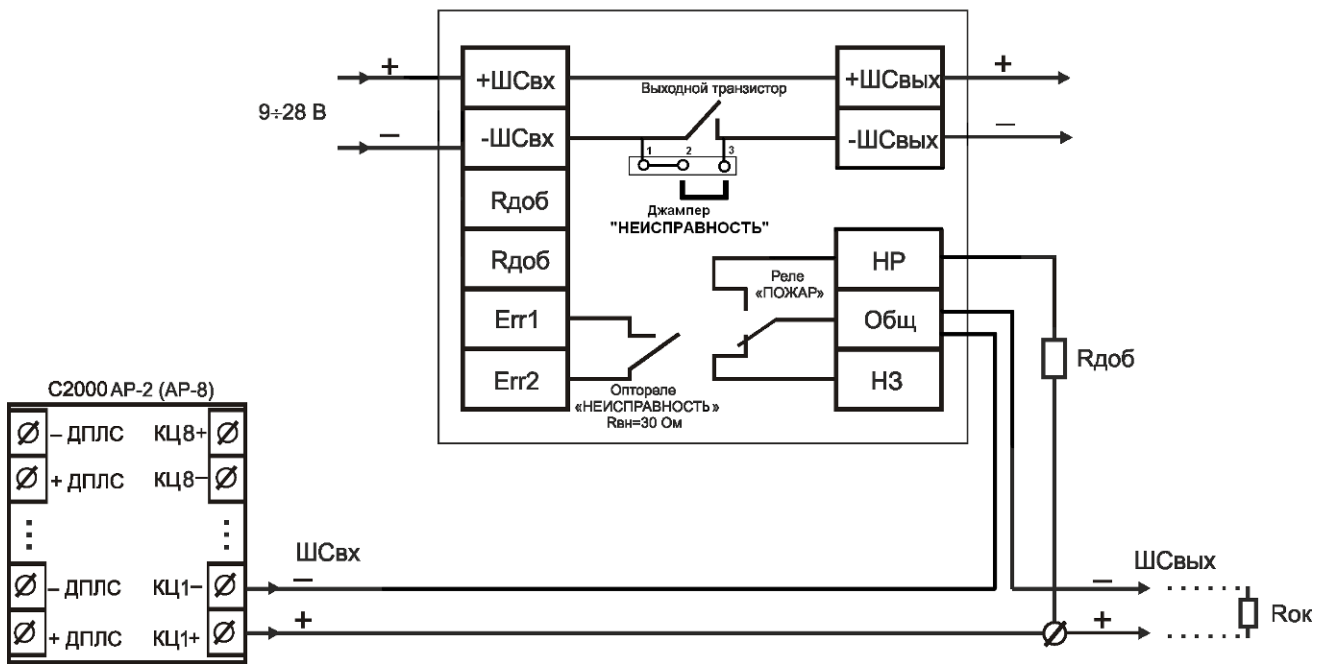 +
9÷28 В
–
+ШСвх
-ШСвх
Rдоб
Rдоб
Err1
Err2
Выходной транзистор
1 2 3
Джампер
"НЕИСПРАВНОСТЬ"
Реле
«ПОЖАР»
Оптореле
«НЕИСПРАВНОСТЬ»
Rвн=30 Ом
+ШСвых
-ШСвых
НР
Общ
НЗ
+
–
Rдоб
С2000 АР-2 (АР-8)
– ДПЛС КЦ8+
+ ДПЛС КЦ8–
– ДПЛС КЦ1–
+ ДПЛС КЦ1+
ШСвх
–
+
ШСвых
–
+
Rок